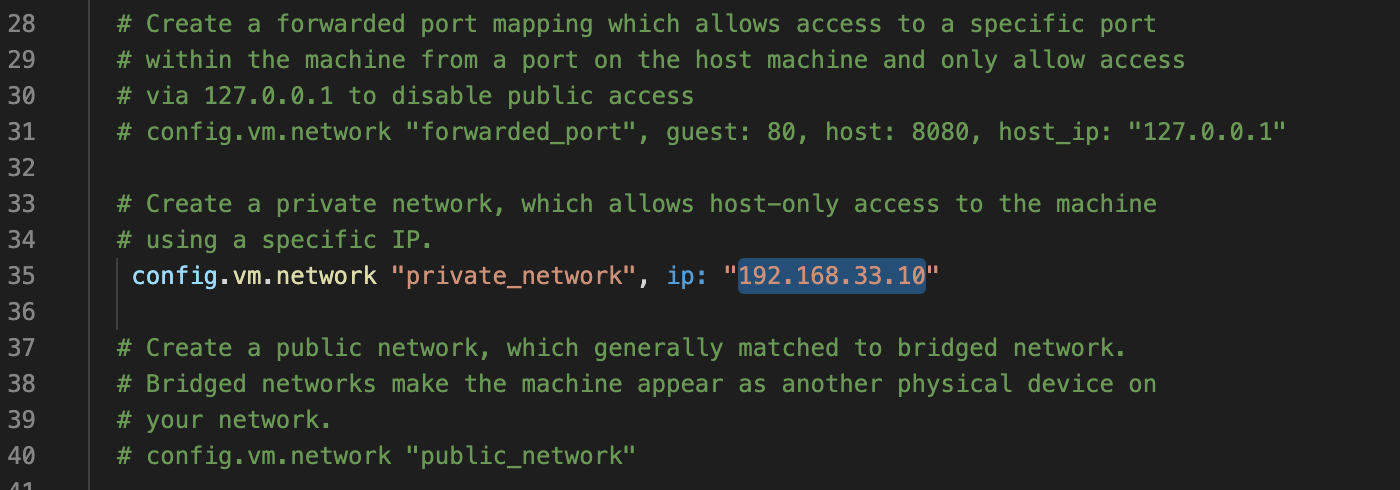 28 # Create a forwarded port mapping which allows access to a specific port
29 # within the machine from a port on the host machine and only allow access
30 # via 127.0.0.1 to disable public access
31 # config.vm.network "forwarded_port", guest: 80, host: 8080, host_ip: "127.0.0.1"
32
33 # Create a private network, which allows host-only access to the machine
34 # using a specific IP.
35 config.vm.network "private_network", ip: "192.168.33.10"
36
37 # Create a public network, which generally matched to bridged network.
38 # Bridged networks make the machine appear as another physical device on
39 # your network.
40 # config.vm.network "public_network"
41